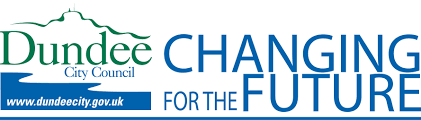 Dundee
City Council
www.dundeecity.gov.uk
CHANGING
FOR THE FUTURE